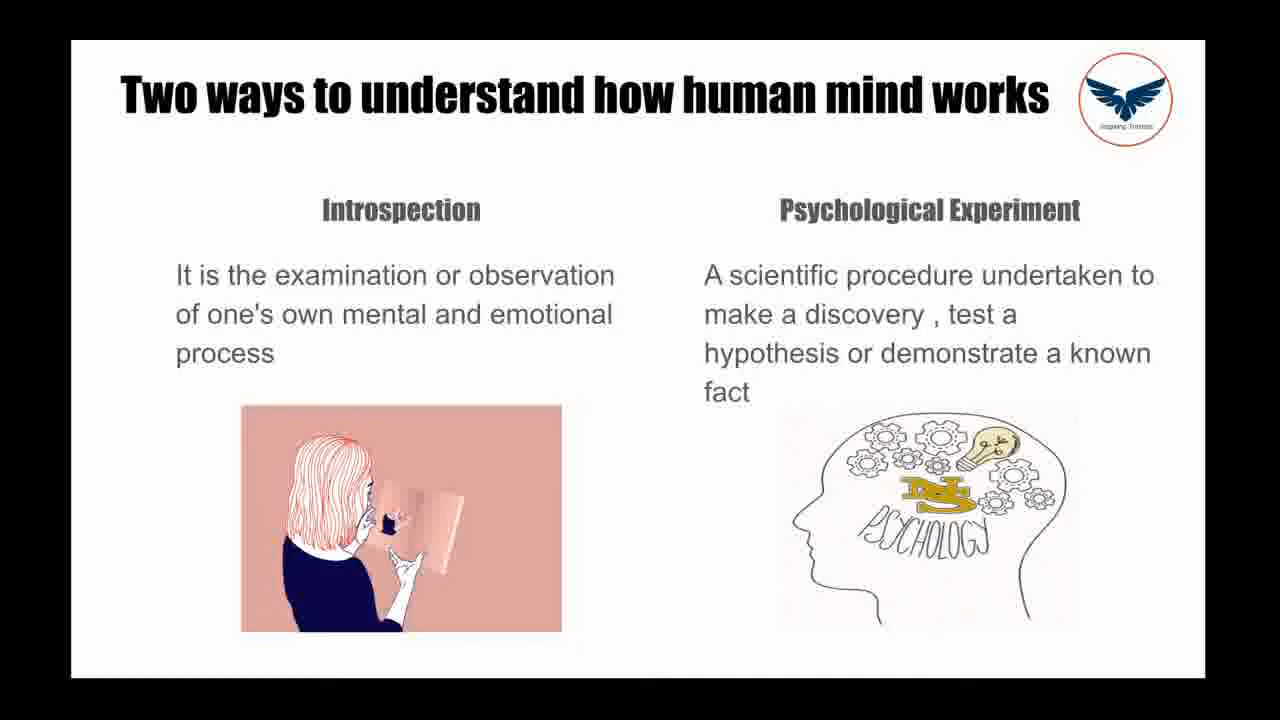 Two ways to understand how human mind works
Introspection
It is the examination or observation
of one's own mental and emotional
process
Psychological Experiment
A scientific procedure undertaken to
make a discovery , test a
hypothesis or demonstrate a known
fact
PSYCHOLOGY